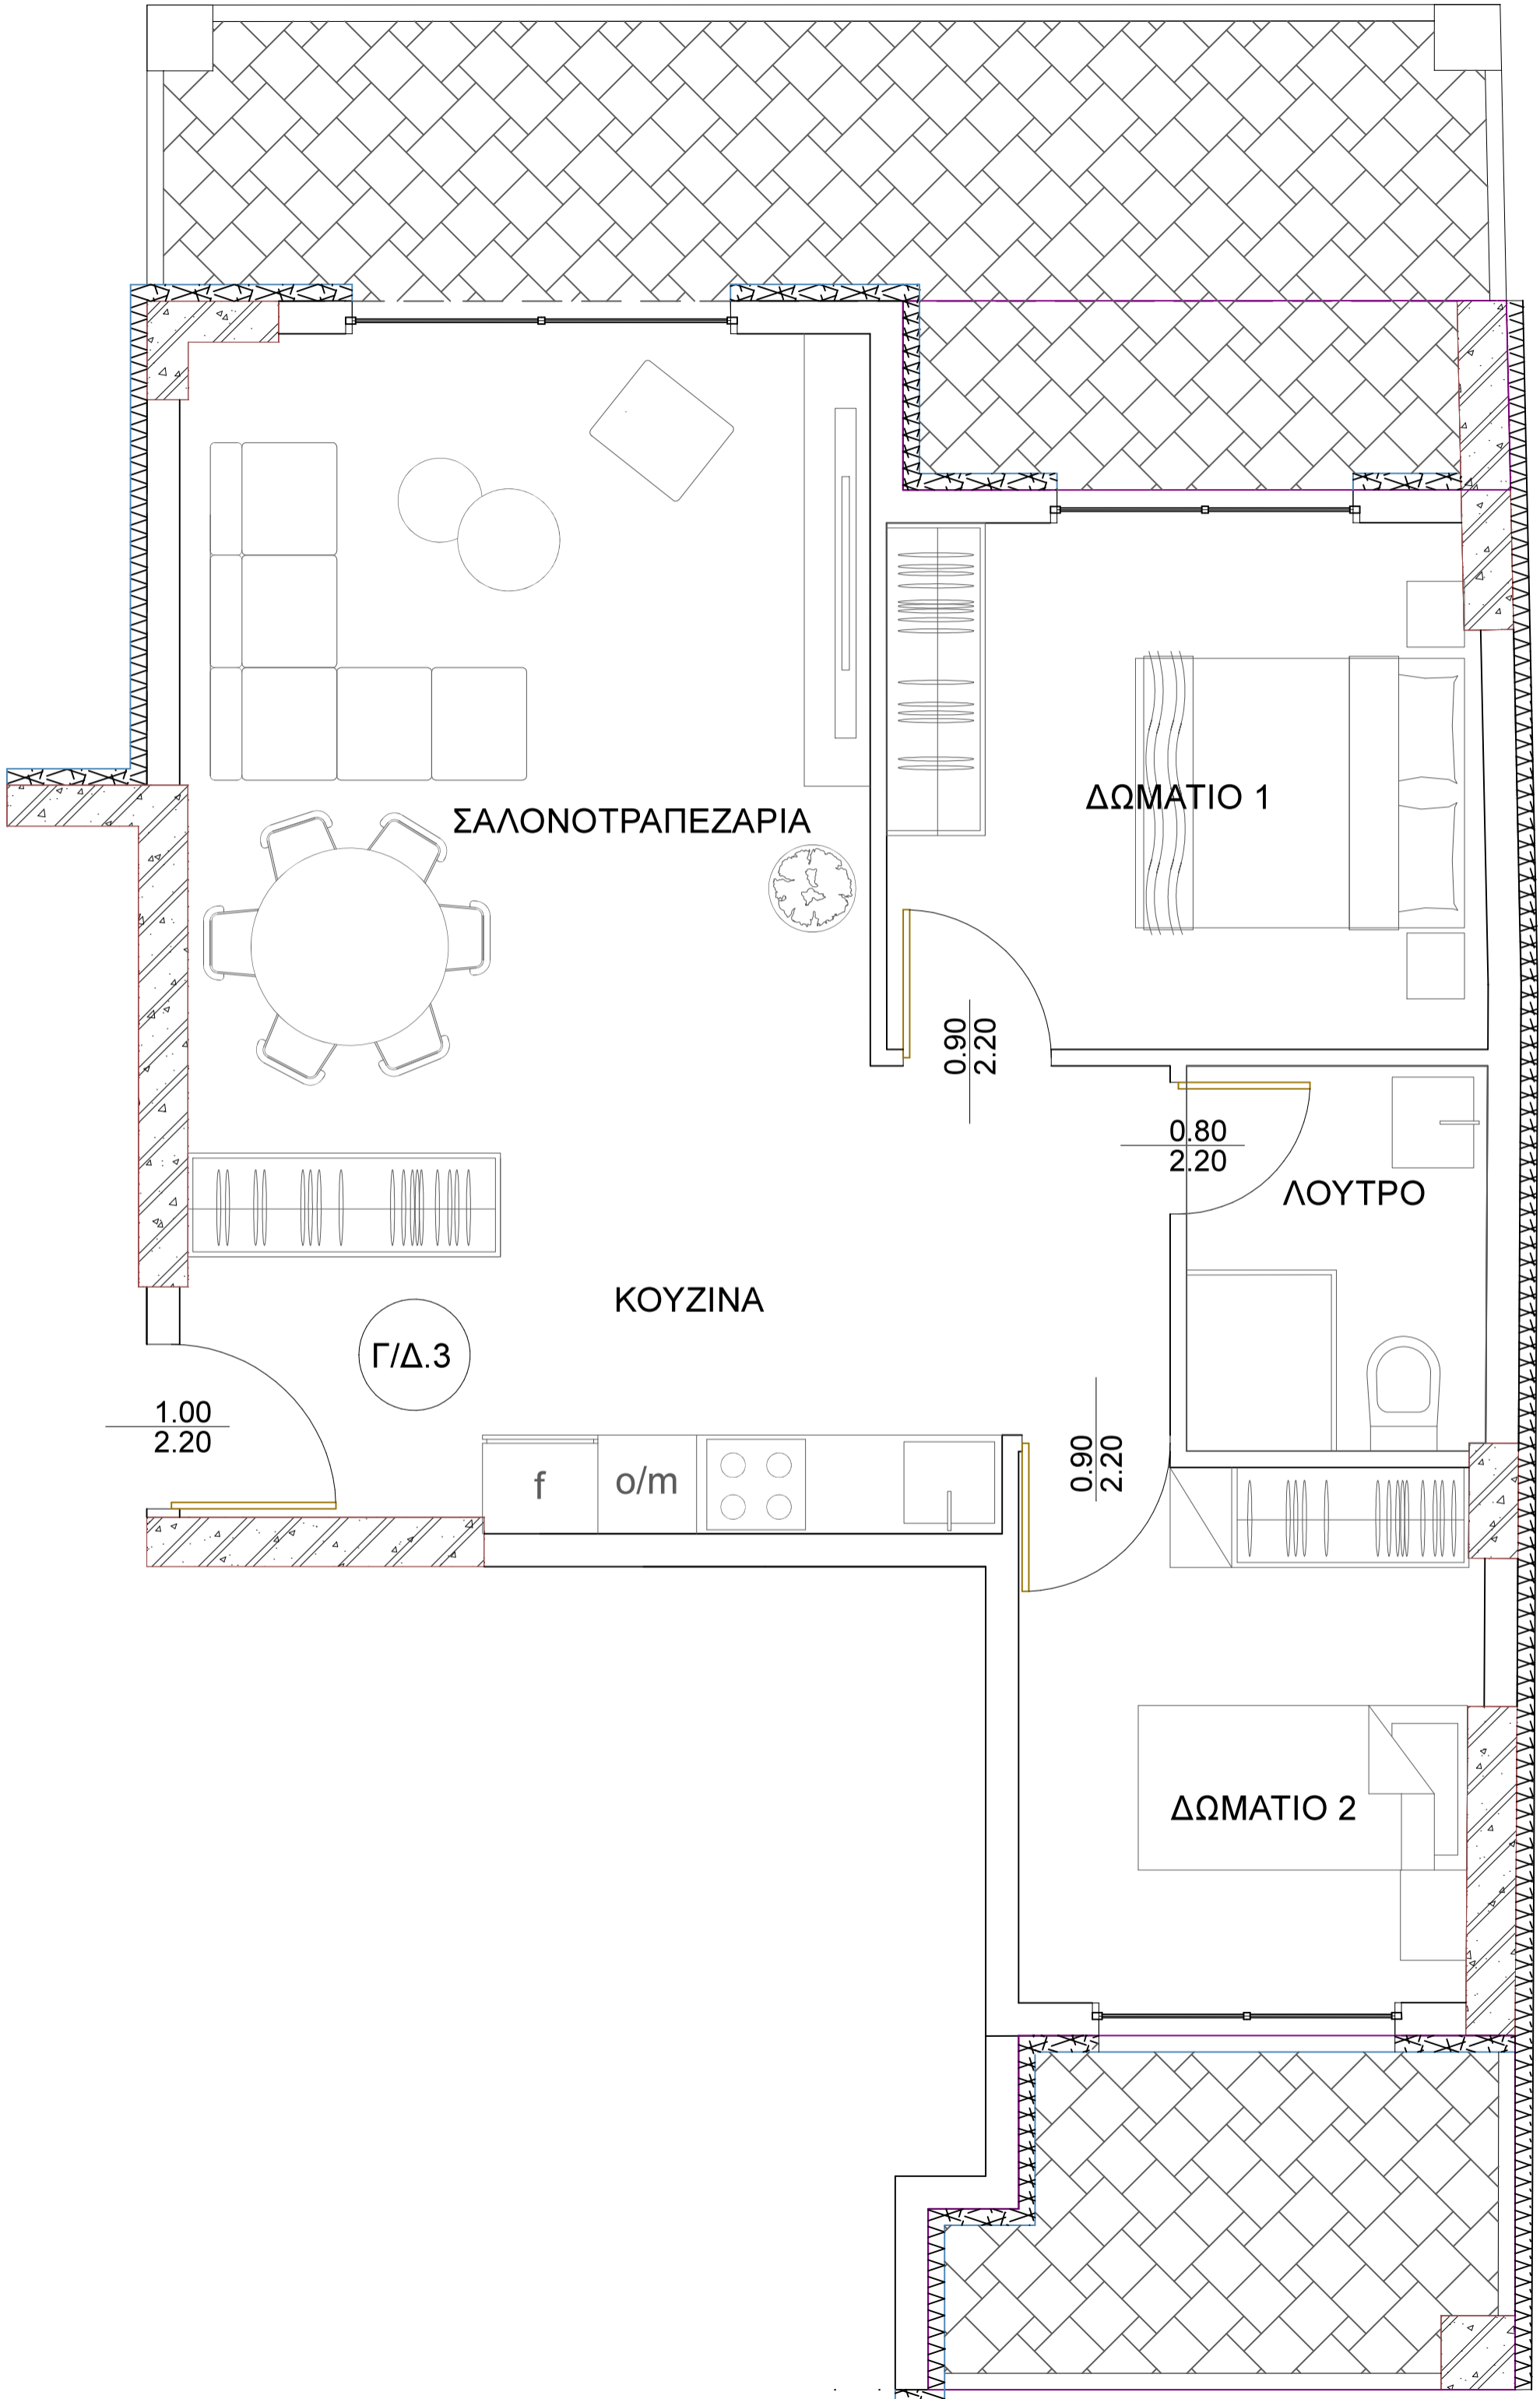 ΣΑΛΟΝΟΤΡΑΠΕΖΑΡΙΑ
ΔΩΜΑΤΙΟ 1
0.90
2.20
0.80
2.20
ΛΟΥΤΡΟ
ΚΟΥΖΙΝΑ
Γ/Δ.3
1.00
2.20
f
o/m
0.90
2.20
ΔΩΜΑΤΙΟ 2